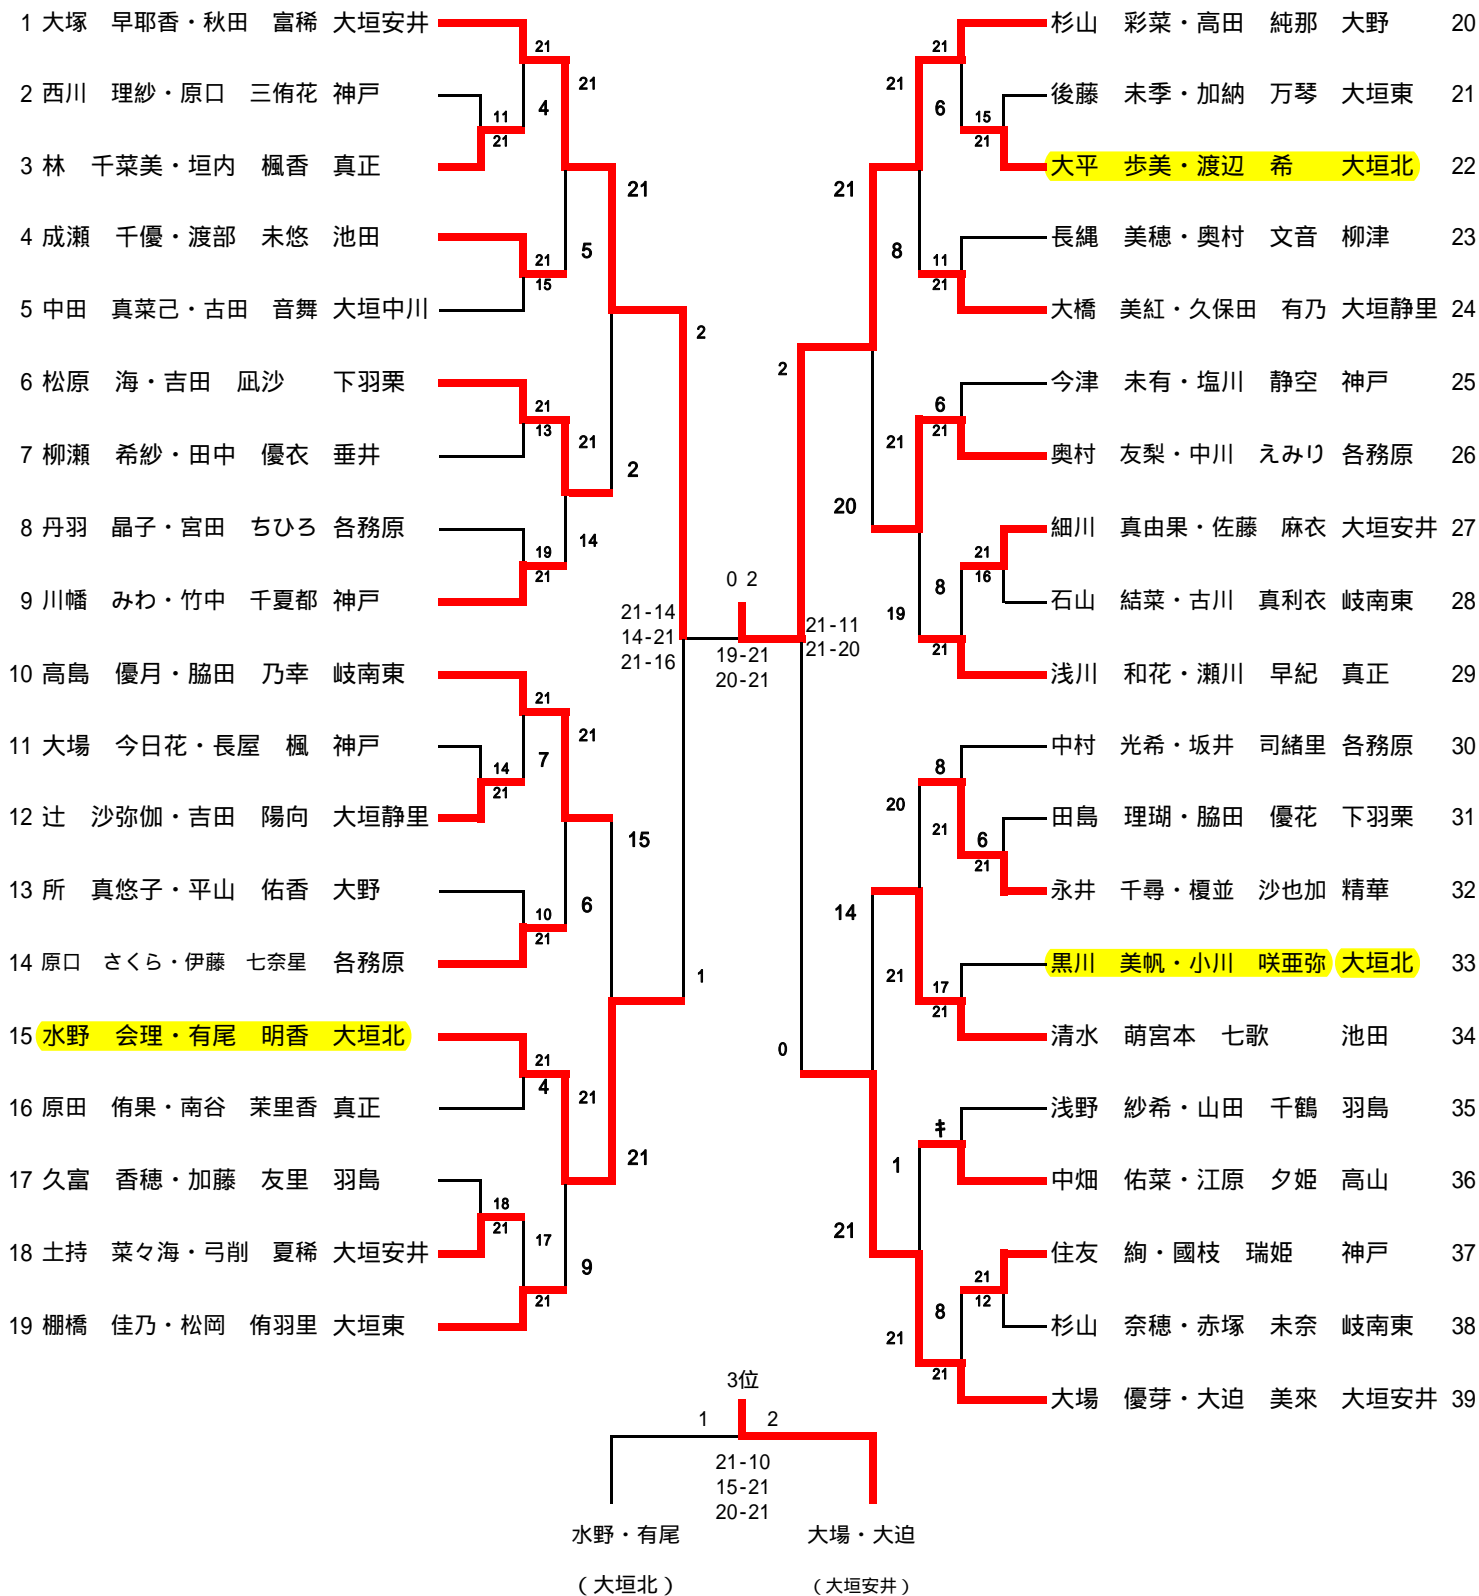 1 大塚　早耶香・秋田　富稀 大垣安井
2 西川　理紗・原口　三侑花 神戸
3 林　千菜美・垣内　楓香 真正
4 成瀬　千優・渡部　未悠 池田
5 中田　真菜己・古田　音舞 大垣中川
6 松原　海・吉田　凪沙 下羽栗
7 柳瀬　希紗・田中　優衣 垂井
8 丹羽　晶子・宮田　ちひろ 各務原
9 川幡　みわ・竹中　千夏都 神戸
10 高島　優月・脇田　乃幸 岐南東
11 大場　今日花・長屋　楓 神戸
12 辻　沙弥伽・吉田　陽向 大垣静里
13 所　真悠子・平山　佑香 大野
14 原口　さくら・伊藤　七奈星 各務原
15 水野　会理・有尾　明香 大垣北
16 原田　侑果・南谷　茉里香 真正
17 久富　香穂・加藤　友里 羽島
18 土持　菜々海・弓削　夏稀 大垣安井
19 棚橋　佳乃・松岡　侑羽里 大垣東
21
11
21
4
21
21
15
5
21
21
13
21
19
21
14
2
2
21
14
21
7
21
10
21
6
15
21
4
21
18
21
17
21
9
21
1
21-14
14-21
21-16
0 2
19-21
20-21
21-11
21-20
杉山　彩菜・高田　純那 大野 20
後藤　未季・加納　万琴 大垣東 21
大平　歩美・渡辺　希 大垣北 22
長縄　美穂・奥村　文音 柳津 23
大橋　美紅・久保田　有乃 大垣静里 24
今津　未有・塩川　静空 神戸 25
奥村　友梨・中川　えみり 各務原 26
細川　真由果・佐藤　麻衣 大垣安井 27
石山　結菜・古川　真利衣 岐南東 28
浅川　和花・瀬川　早紀 真正 29
中村　光希・坂井　司緒里 各務原 30
田島　理瑚・脇田　優花 下羽栗 31
永井　千尋・榎並　沙也加 精華 32
黒川　美帆・小川　咲亜弥 大垣北 33
清水　萌宮本　七歌 池田 34
浅野　紗希・山田　千鶴 羽島 35
中畑　佑菜・江原　夕姫 高山 36
住友　絢・國枝　瑞姫 神戸 37
杉山　奈穂・赤塚　未奈 岐南東 38
大場　優芽・大迫　美來 大垣安井 39
21
15
21
6
21
11
21
8
21
6
21
21
21
16
8
21
19
20
2
8
6
21
21
20
17
21
21
14
ｷ
1
21
12
8
21
21
21
0
3位
1 2
21-10
15-21
20-21
水野・有尾 大場・大迫
（大垣北） （大垣安井）